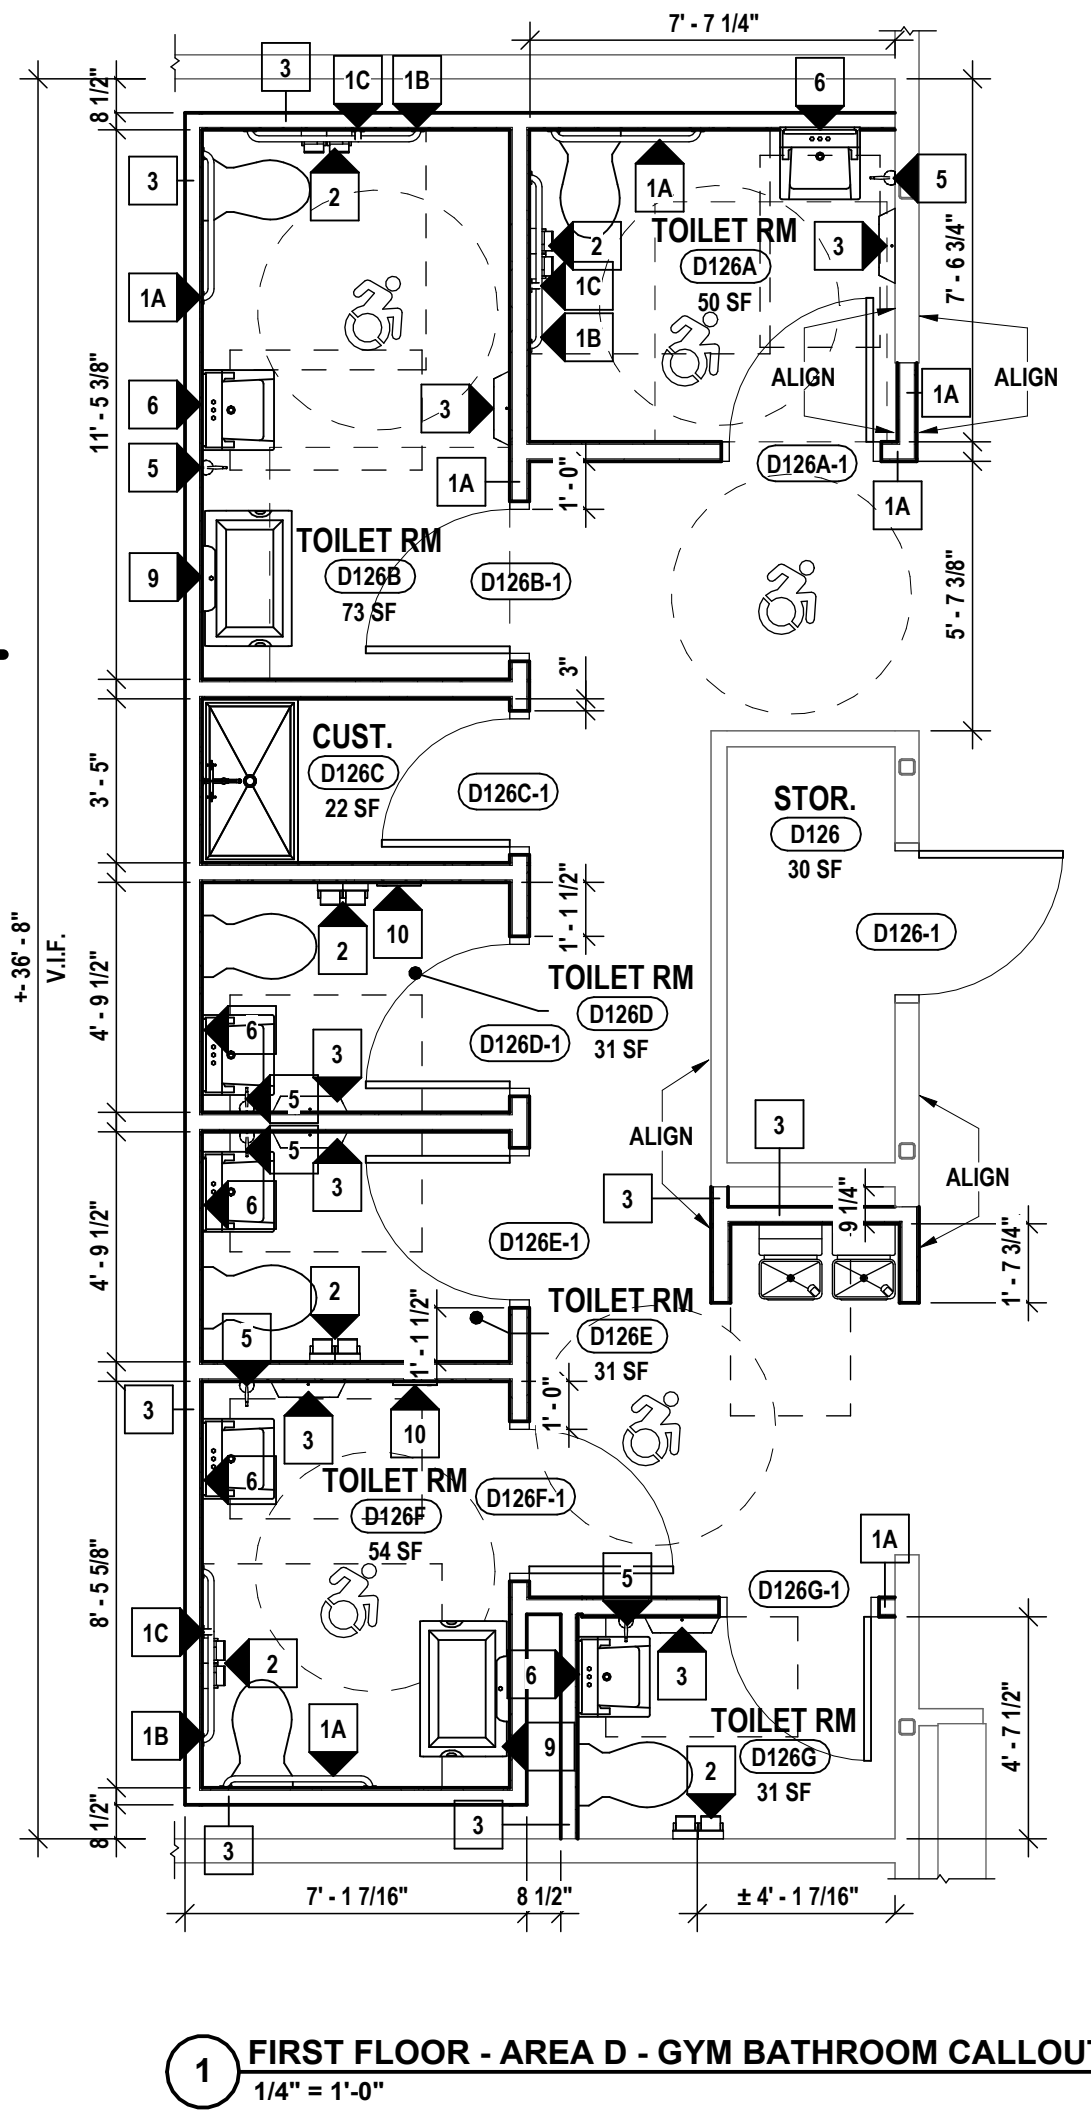 7' - 7 1/4"
3
1C
1B
6
8 1/2"
3
2
1A
5
TOILET RM
2
3
D126A
50 SF
7' - 6 3/4"
1A
1C
1B
ALIGN
ALIGN
11' - 5 3/8"
6
3
1A
5
1A
1'- 0"
D126A-1
1A
TOILET RM
9
D126B
D126B-1
73 SF
5' - 7 3/8"
3"
CUST.
D126C
D126C-1
22 SF
3' - 5"
STOR.
D126
30 SF
+- 36' - 8"
V.I.F.
2
10
1' - 1 1/2"
D126-1
TOILET RM
D126D
31 SF
4' - 9 1/2"
6
3
D126D-1
5
ALIGN
3
5
3
ALIGN
6
3
9 1/4"
4' - 9 1/2"
D126E-1
1' - 7 3/4"
2
TOILET RM
1' - 1 1/2"
D126E
31 SF
5
3
3
10
1'- 0"
6
TOILET RM
D126F-1
D126F
54 SF
8' - 5 5/8"
5
1A
D126G-1
1C
2
6
3
1B
1A
9
TOILET RM
D126G
31 SF
2
4' - 7 1/2"
8 1/2"
3
3
7' - 1 7/16"
8 1/2"
± 4' - 1 7/16"
1
FIRST FLOOR - AREA D - GYM BATHROOM CALLOUT
1/4" = 1'-0"